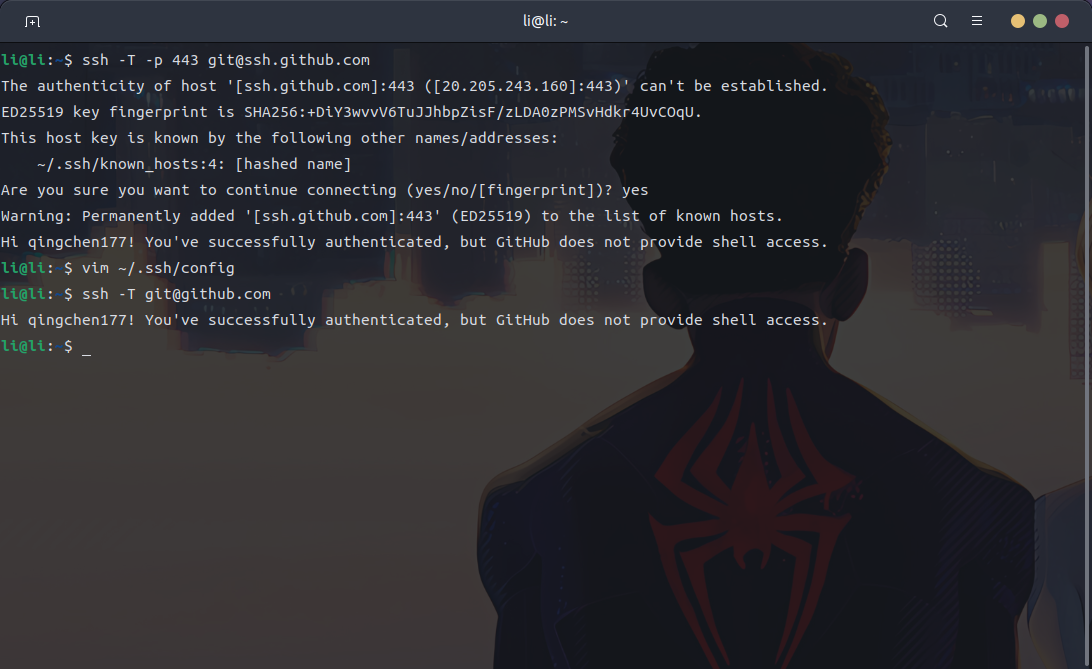 li@li: ~
li@li:~$ ssh -T -p 443 git@ssh.github.com
The authenticity of host '[ssh.github.com]:443 ([20.205.243.160]:443)' can't be established.
ED25519 key fingerprint is SHA256:+DiY3wvvV6TuJJhbpZisF/zLDA0zPMSvHdkr4UvCOqU.
This host key is known by the following other names/addresses:
    ~/.ssh/known_hosts:4: [hashed name]
Are you sure you want to continue connecting (yes/no/[fingerprint])? yes
Warning: Permanently added '[ssh.github.com]:443' (ED25519) to the list of known hosts.
Hi qingchen177! You've successfully authenticated, but GitHub does not provide shell access.
li@li:~$ vim ~/.ssh/config
li@li:~$ ssh -T git@github.com
Hi qingchen177! You've successfully authenticated, but GitHub does not provide shell access.
li@li:~$ _